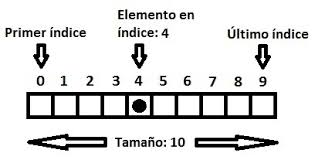 Elemento en
índice: 4
Primer índice
Último índice
0 1 2 3 4 5 6 7 8 9
Tamaño: 10